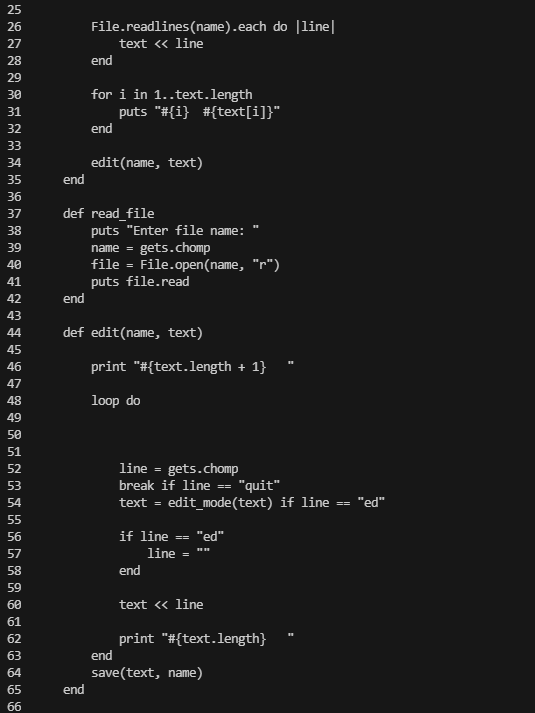 25
26 File.readlines(name).each do |line|
27 text << line
28 end
29
30 for i in 1..text.length
31 puts "#{i}  #{text[i]}"
32 end
33
34 edit(name, text)
35 end
36
37 def read_file
38 puts "Enter file name: "
39 name = gets.chomp
40 file = File.open(name, "r")
41 puts file.read
42 end
43
44 def edit(name, text)
45
46 print "#{text.length + 1}   "
47
48 loop do
49
50
51
52 line = gets.chomp
53 break if line == "quit"
54 text = edit_mode(text) if line == "ed"
55
56 if line == "ed"
57 line = ""
58 end
59
60 text << line
61
62 print "#{text.length}   "
63 end
64 save(text, name)
65 end
66